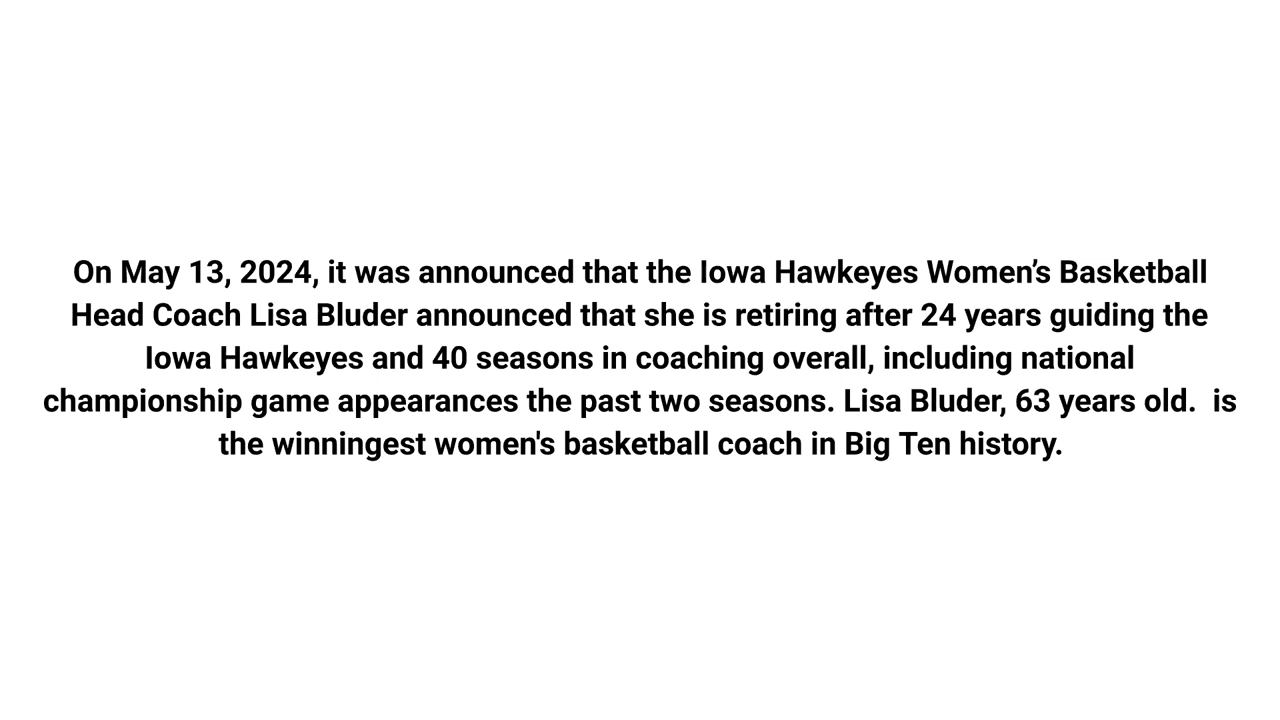 On May 13, 2024, it was announced that the Iowa Hawkeyes Women’s Basketball
Head Coach Lisa Bluder announced that she is retiring after 24 years guiding the
Iowa Hawkeyes and 40 seasons in coaching overall, including national
championship game appearances the past two seasons. Lisa Bluder, 63 years old.  is
the winningest women's basketball coach in Big Ten history.